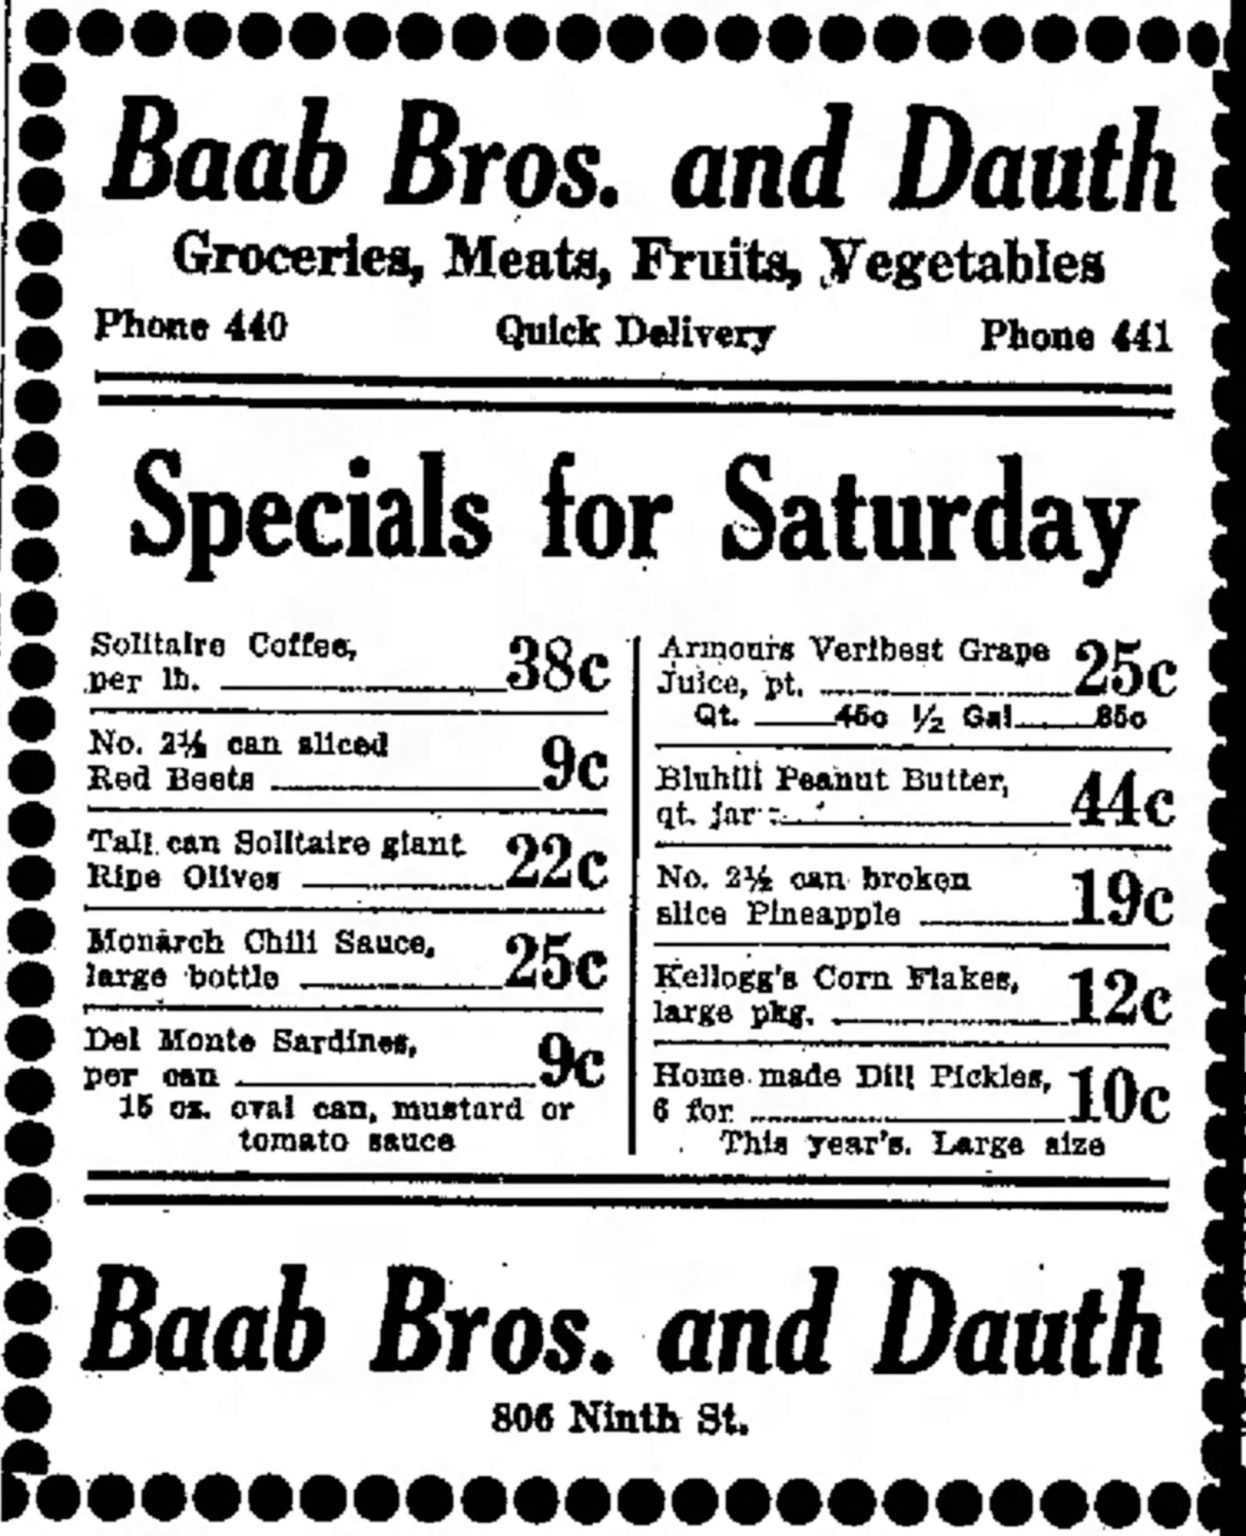 Baab Bros. and Dauth
Groceries, Meats, Fruits, Vegetables
Phone 440 Quick Delivery Phone 441
Specials for Saturday
Solitaire Coffee,
per lb. 38c
No. 2½ can sliced
Red Beets 9c
Tall can Solitaire giant
Ripe Olives 22c
Monarch Chili Sauce,
large bottle 25c
Del Monte Sardines,
per can 9c
15 oz. oval can, mustard or
tomato sauce
Armours Veribest Grape
Juice, pt. 25c
Qt. 45c ½ Gal. 85c
Bluhill Peanut Butter,
qt. jar 44c
No. 2½ can broken
slice Pineapple 19c
Kellogg's Corn Flakes,
large pkg. 12c
Home made Dill Pickles,
6 for 10c
This year's. Large size
Baab Bros. and Dauth
806 Ninth St.